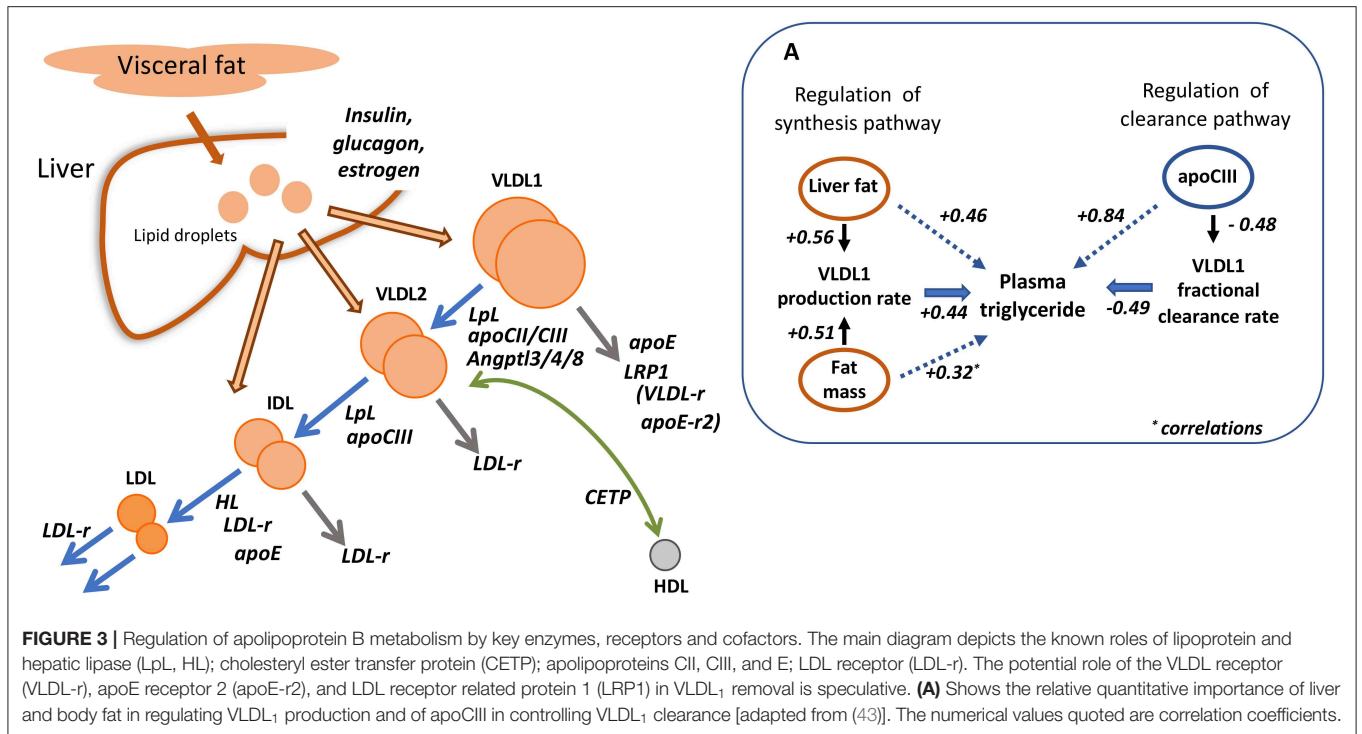 Visceral fat
Liver
Lipid droplets
Insulin,
glucagon,
estrogen
VLDL1
VLDL2
LpL
apoCII/CIII
Angptl3/4/8
apoE
LRP1
(VLDL-r
apoE-r2)
IDL
LpL
apoCIII
LDL-r
LDL
HL
LDL-r
apoE
LDL-r
LDL-r
CETP
HDL
A
Regulation of
synthesis pathway
Regulation of
clearance pathway
Liver fat
apoCIII
+0.46
+0.84
+0.56
- 0.48
VLDL1
production rate
+0.44
Plasma
triglyceride
VLDL1
fractional
clearance rate
-0.49
+0.51
+0.32*
Fat
mass
* correlations
FIGURE 3 | Regulation of apolipoprotein B metabolism by key enzymes, receptors and cofactors. The main diagram depicts the known roles of lipoprotein and
hepatic lipase (LpL, HL); cholesteryl ester transfer protein (CETP); apolipoproteins CII, CIII, and E; LDL receptor (LDL-r). The potential role of the VLDL receptor
(VLDL-r), apoE receptor 2 (apoE-r2), and LDL receptor related protein 1 (LRP1) in VLDL₁ removal is speculative. (A) Shows the relative quantitative importance of liver
and body fat in regulating VLDL₁ production and of apoCIII in controlling VLDL₁ clearance [adapted from (43)]. The numerical values quoted are correlation coefficients.